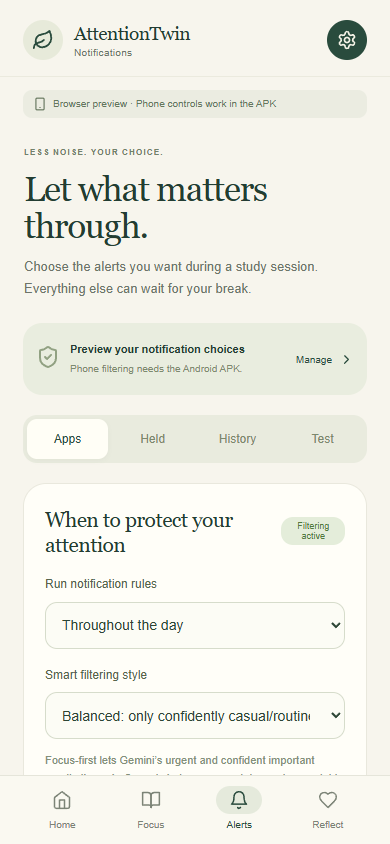 AttentionTwin
Notifications
Browser preview · Phone controls work in the APK
LESS NOISE. YOUR CHOICE.
Let what matters
through.
Choose the alerts you want during a study session.
Everything else can wait for your break.
Preview your notification choices
Phone filtering needs the Android APK.
Manage
Apps
Held
History
Test
When to protect your
attention
Filtering
active
Run notification rules
Throughout the day
Smart filtering style
Balanced: only confidently casual/routin
Focus-first lets Gemini's urgent and confident important
Home
Focus
Alerts
Reflect